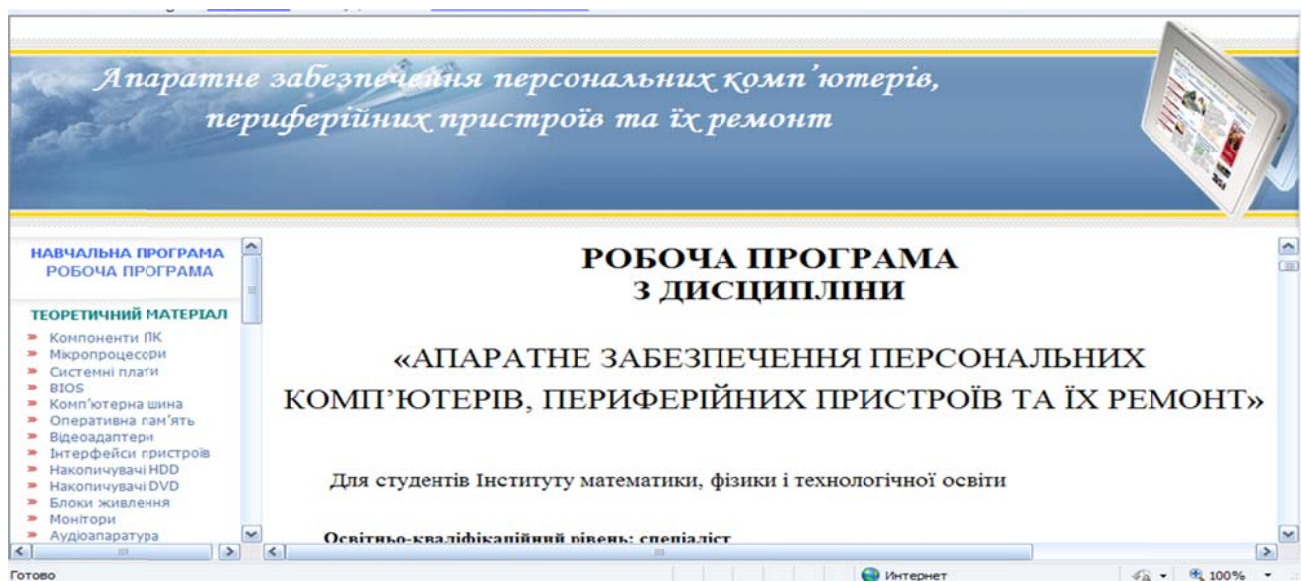 Апаратне забезпечення персональних комп'ютерів,
периферійних пристроїв та їх ремонт
НАВЧАЛЬНА ПРОГРАМА
РОБОЧА ПРОГРАМА
ТЕОРЕТИЧНИЙ МАТЕРІАЛ
Компоненти ПК
Мікропроцесори
Системні плати
BIOS
Комп'ютерна шина
Оперативна пам'ять
Відеоадаптери
Інтерфейси пристроїв
Накопичувачі HDD
Накопичувачі DVD
Блоки живлення
Монітори
Аудіоапаратура
РОБОЧА ПРОГРАМА
З ДИСЦИПЛІНИ
«АПАРАТНЕ ЗАБЕЗПЕЧЕННЯ ПЕРСОНАЛЬНИХ
КОМП’ЮТЕРІВ, ПЕРИФЕРІЙНИХ ПРИСТРОЇВ ТА ЇХ РЕМОНТ»
Для студентів Інституту математики, фізики і технологічної освіти
Освітньо-кваліфікаційний рівень: спеціаліст
Готово
Интернет
100%